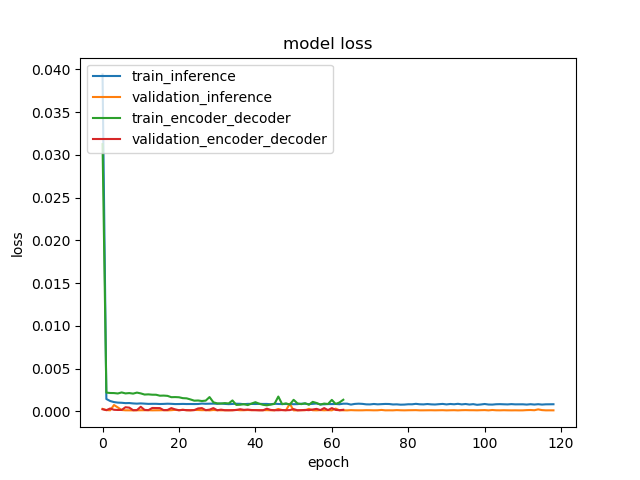 model loss
train_inference
validation_inference
train_encoder_decoder
validation_encoder_decoder
0.040
0.035
0.030
0.025
0.020
0.015
0.010
0.005
0.000
loss
0 20 40 60 80 100 120
epoch